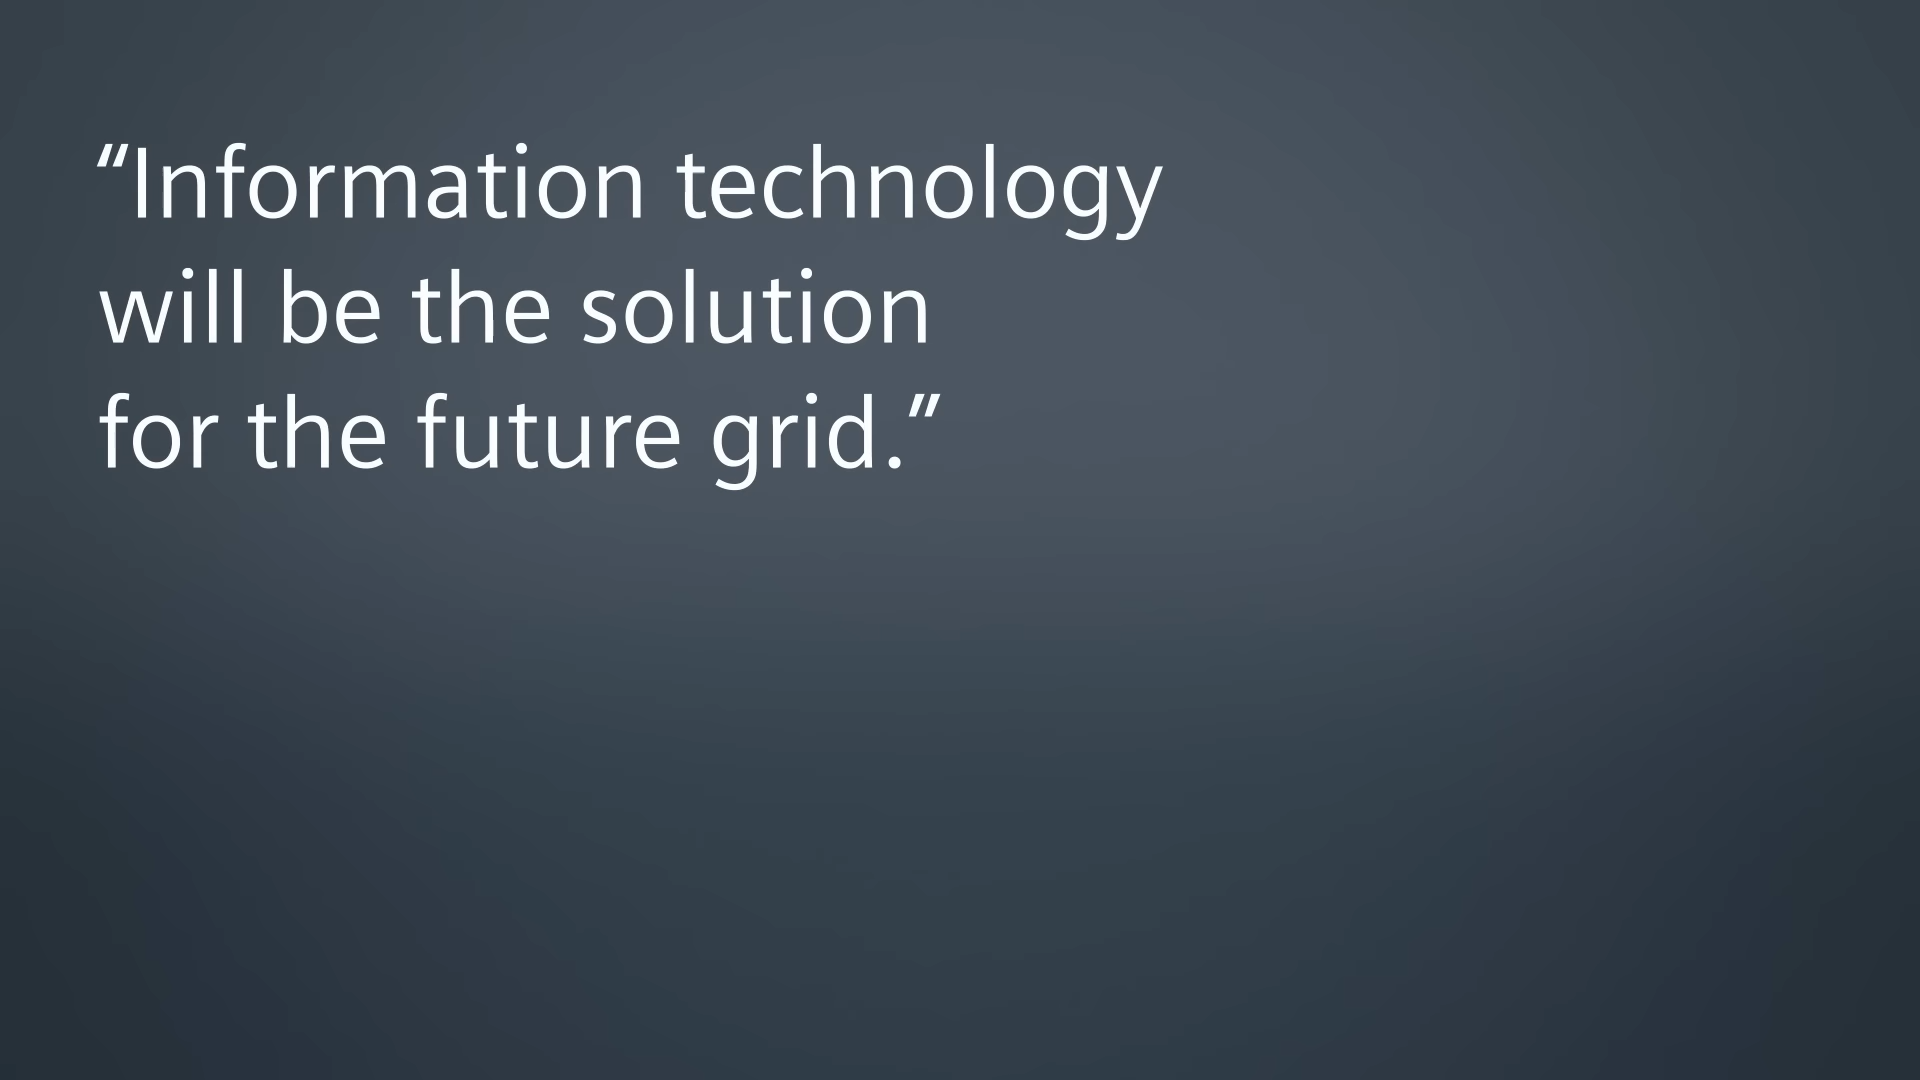 “Information technology
will be the solution
for the future grid.”